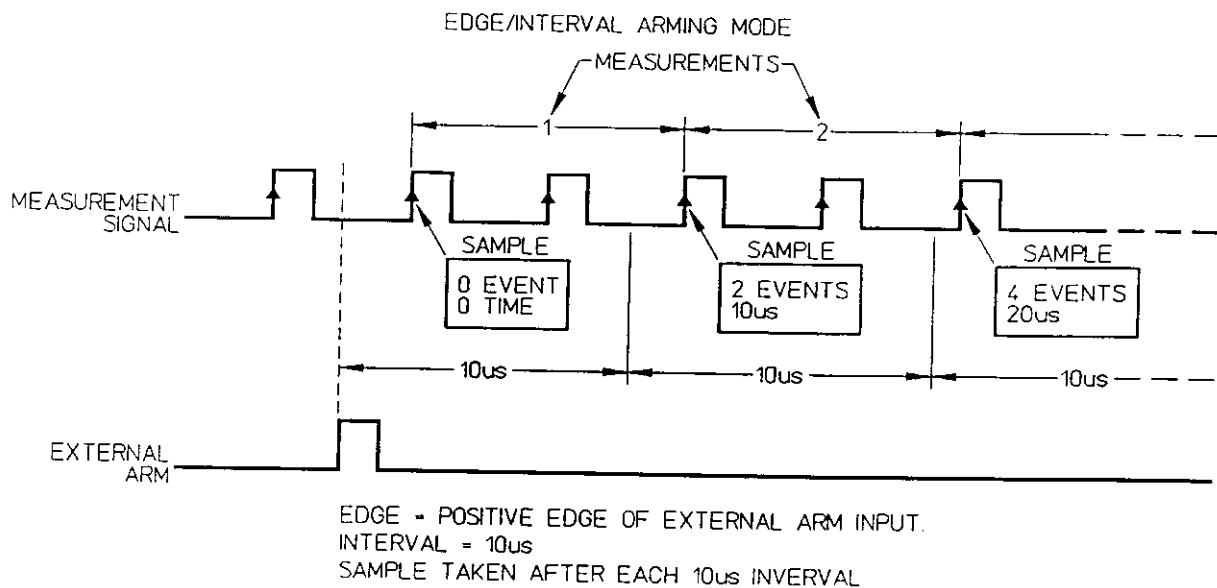 EDGE/INTERVAL ARMING MODE
MEASUREMENTS
1
2
MEASUREMENT
SIGNAL
SAMPLE
0 EVENT
0 TIME
SAMPLE
2 EVENTS
10us
SAMPLE
4 EVENTS
20us
10us
10us
10us
EXTERNAL
ARM
EDGE = POSITIVE EDGE OF EXTERNAL ARM INPUT.
INTERVAL = 10us
SAMPLE TAKEN AFTER EACH 10us INVERVAL